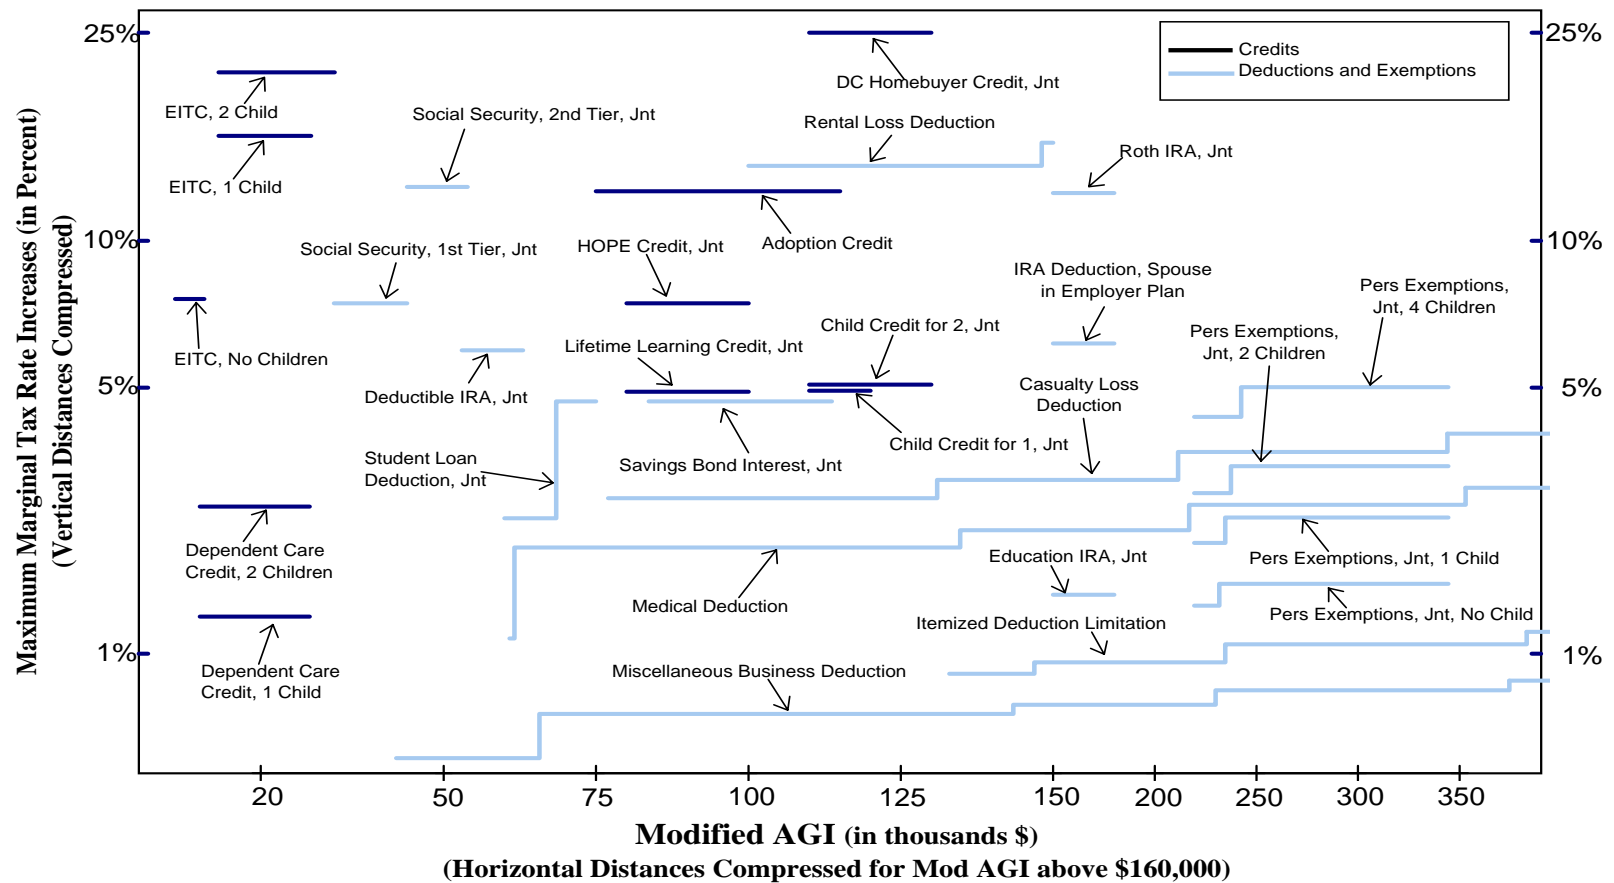 25%
25%
Credits
Deductions and Exemptions
DC Homebuyer Credit, Jnt
EITC, 2 Child
Social Security, 2nd Tier, Jnt
Rental Loss Deduction
Roth IRA, Jnt
EITC, 1 Child
10%
10%
Social Security, 1st Tier, Jnt
HOPE Credit, Jnt
Adoption Credit
IRA Deduction, Spouse
in Employer Plan
Pers Exemptions,
Jnt, 4 Children
Pers Exemptions,
Jnt, 2 Children
Child Credit for 2, Jnt
EITC, No Children
Lifetime Learning Credit, Jnt
5%
5%
Deductible IRA, Jnt
Casualty Loss
Deduction
Child Credit for 1, Jnt
Student Loan
Deduction, Jnt
Savings Bond Interest, Jnt
Dependent Care
Credit, 2 Children
Education IRA, Jnt
Pers Exemptions, Jnt, 1 Child
Medical Deduction
Pers Exemptions, Jnt, No Child
Itemized Deduction Limitation
1%
1%
Dependent Care
Credit, 1 Child
Miscellaneous Business Deduction
Maximum Marginal Tax Rate Increases (in Percent)
(Vertical Distances Compressed)
20 50 75 100 125 150 200 250 300 350
Modified AGI (in thousands $)
(Horizontal Distances Compressed for Mod AGI above $160,000)